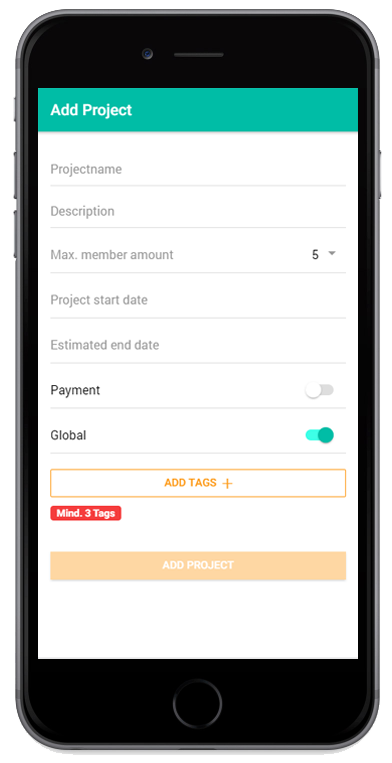 Add Project
Projectname
Description
Max. member amount 5
Project start date
Estimated end date
Payment
Global
ADD TAGS +
Mind. 3 Tags
ADD PROJECT